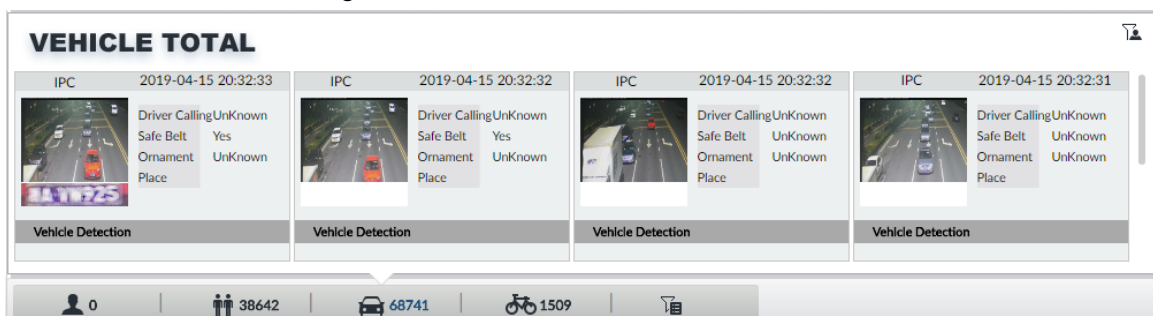 VEHICLE TOTAL
IPC 2019-04-15 20:32:33
Driver Calling UnKnown
Safe Belt Yes
Ornament UnKnown
Place
Vehicle Detection
IPC 2019-04-15 20:32:32
Driver Calling UnKnown
Safe Belt Yes
Ornament UnKnown
Place
Vehicle Detection
IPC 2019-04-15 20:32:32
Driver Calling UnKnown
Safe Belt UnKnown
Ornament UnKnown
Place
Vehicle Detection
IPC 2019-04-15 20:32:31
Driver Calling UnKnown
Safe Belt UnKnown
Ornament UnKnown
Place
Vehicle Detection
0 38642 68741 1509